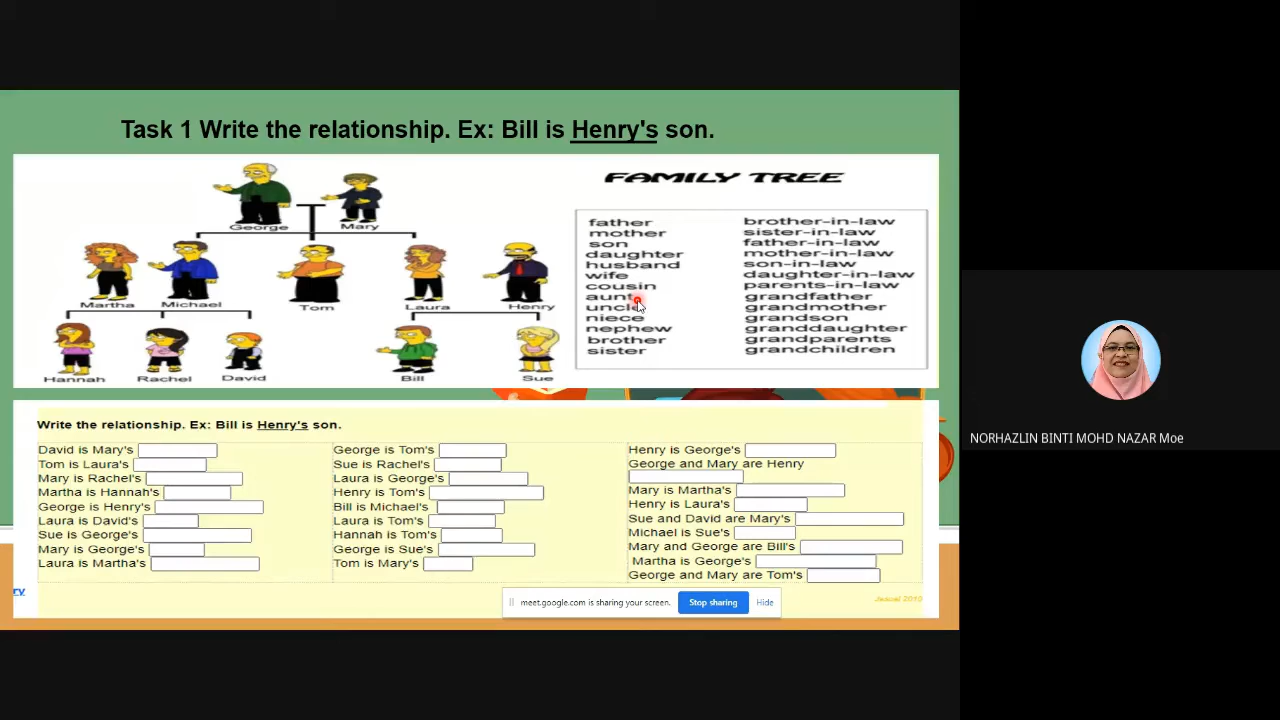 Task 1 Write the relationship. Ex: Bill is Henry's son.
FAMILY TREE
George
Mary
Martha
Michael
Tom
Laura
Henry
Hannah
Rachel
David
Bill
Sue
father
mother
son
daughter
husband
wife
cousin
aunt
uncle
niece
nephew
brother
sister
brother-in-law
sister-in-law
father-in-law
mother-in-law
son-in-law
daughter-in-law
parents-in-law
grandfather
grandmother
grandson
granddaughter
grandparents
grandchildren
Write the relationship. Ex: Bill is Henry's son.
David is Mary's
Tom is Laura's
Mary is Rachel's
Martha is Hannah's
George is Henry's
Laura is David's
Sue is George's
Mary is George's
Laura is Martha's
George is Tom's
Sue is Rachel's
Laura is George's
Henry is Tom's
Bill is Michael's
Laura is Tom's
Hannah is Tom's
George is Sue's
Tom is Mary's
Henry is George's
George and Mary are Henry
Mary is Martha's
Henry is Laura's
Sue and David are Mary's
Michael is Sue's
Mary and George are Bill's
Martha is George's
George and Mary are Tom's
ry
meet.google.com is sharing your screen.
Stop sharing
Hide
NORHAZLIN BINTI MOHD NAZAR Moe